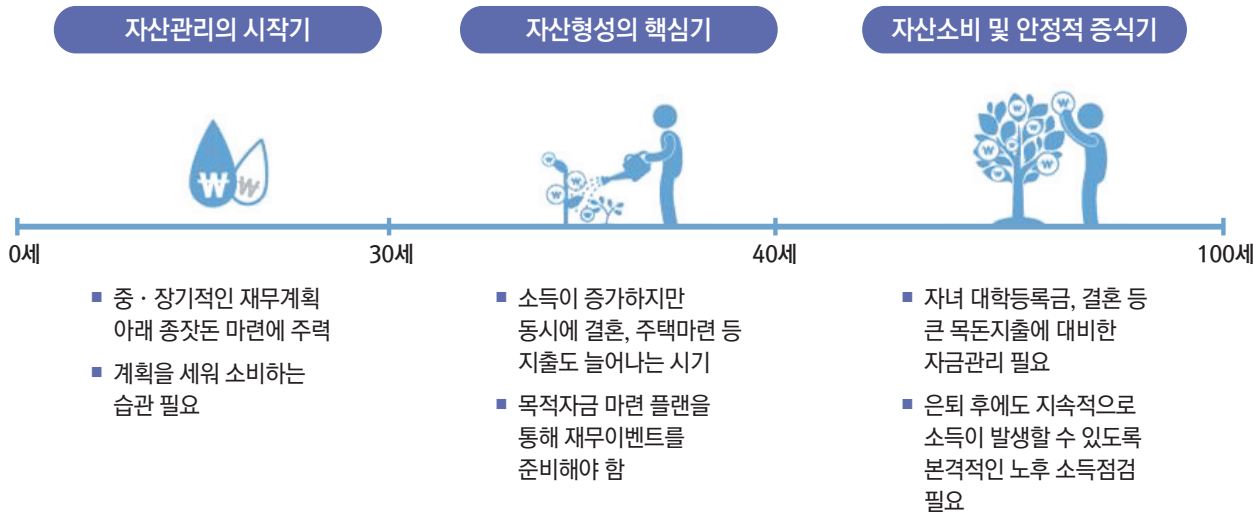 자산관리의 시작기
자산형성의 핵심기
자산소비 및 안정적 증식기
₩
₩
₩
₩
₩
₩
₩
₩
₩
₩
₩
₩
0세
30세
40세
100세
■ 중 · 장기적인 재무계획
아래 종잣돈 마련에 주력
■ 계획을 세워 소비하는
습관 필요
■ 소득이 증가하지만
동시에 결혼, 주택마련 등
지출도 늘어나는 시기
■ 목적자금 마련 플랜을
통해 재무이벤트를
준비해야 함
■ 자녀 대학등록금, 결혼 등
큰 목돈지출에 대비한
자금관리 필요
■ 은퇴 후에도 지속적으로
소득이 발생할 수 있도록
본격적인 노후 소득점검
필요